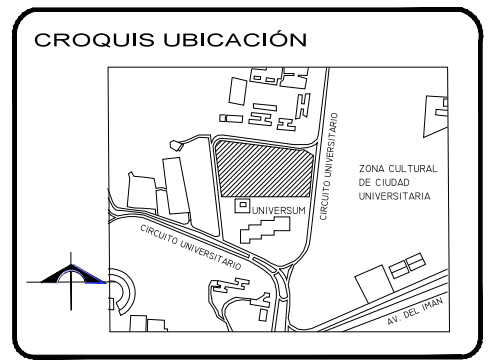 CROQUIS UBICACIÓN
CIRCUITO UNIVERSITARIO
ZONA CULTURAL
DE CIUDAD
UNIVERSITARIA
UNIVERSUM
CIRCUITO UNIVERSITARIO
AV. DEL IMAN